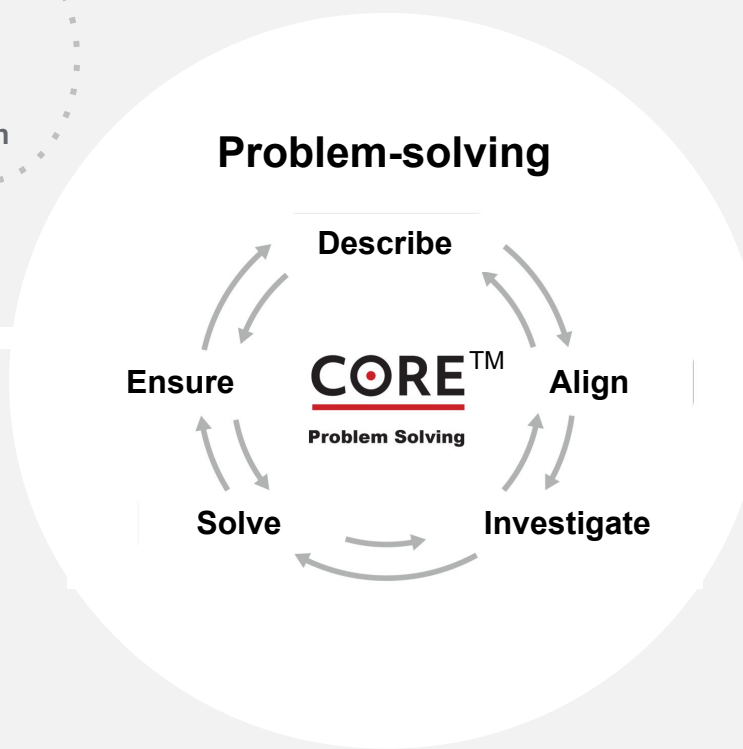 Problem-solving
Describe
Ensure
CORE™
Align
Problem Solving
Solve
Investigate